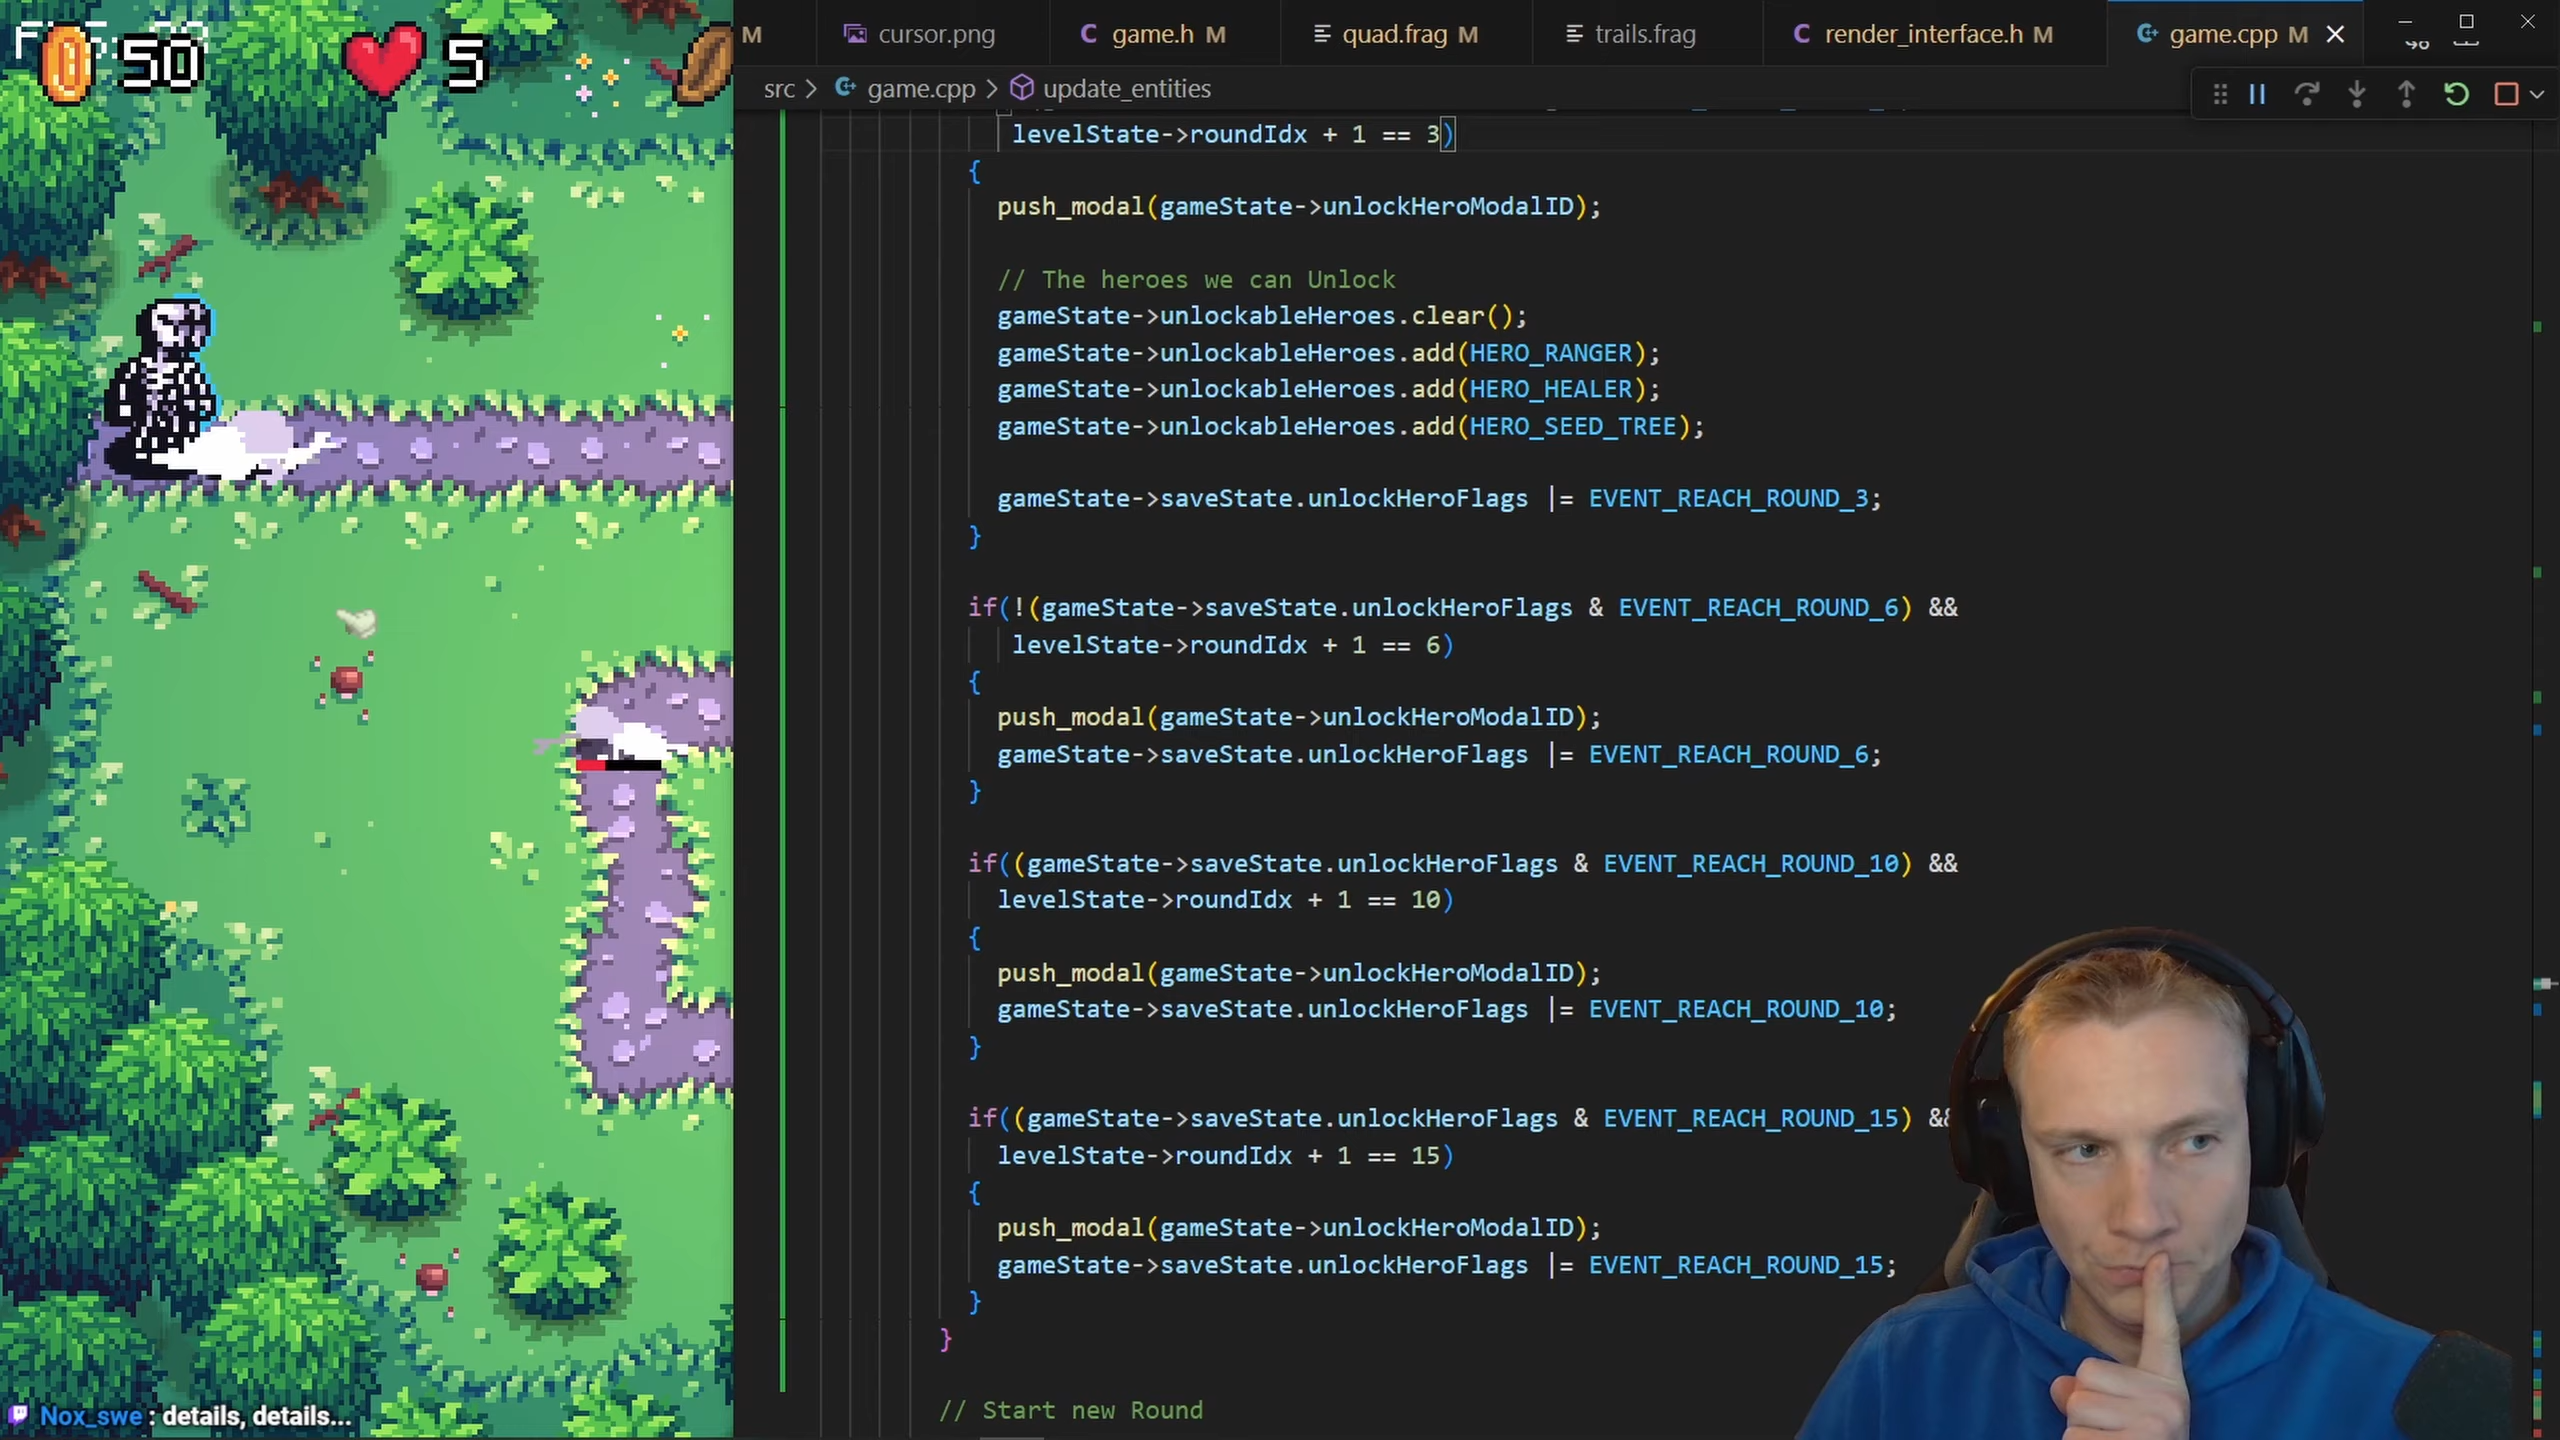 50
5
M
cursor.png
game.h M
quad.frag M
trails.frag
render_interface.h M
game.cpp M
src > game.cpp > update_entities
levelState->roundIdx + 1 == 3)
{
push_modal(gameState->unlockHeroModalID);
// The heroes we can Unlock
gameState->unlockableHeroes.clear();
gameState->unlockableHeroes.add(HERO_RANGER);
gameState->unlockableHeroes.add(HERO_HEALER);
gameState->unlockableHeroes.add(HERO_SEED_TREE);
gameState->saveState.unlockHeroFlags |= EVENT_REACH_ROUND_3;
}
if(!(gameState->saveState.unlockHeroFlags & EVENT_REACH_ROUND_6) &&
levelState->roundIdx + 1 == 6)
{
push_modal(gameState->unlockHeroModalID);
gameState->saveState.unlockHeroFlags |= EVENT_REACH_ROUND_6;
}
if((gameState->saveState.unlockHeroFlags & EVENT_REACH_ROUND_10) &&
levelState->roundIdx + 1 == 10)
{
push_modal(gameState->unlockHeroModalID);
gameState->saveState.unlockHeroFlags |= EVENT_REACH_ROUND_10;
}
if((gameState->saveState.unlockHeroFlags & EVENT_REACH_ROUND_15) &&
levelState->roundIdx + 1 == 15)
{
push_modal(gameState->unlockHeroModalID);
gameState->saveState.unlockHeroFlags |= EVENT_REACH_ROUND_15;
}
}
// Start new Round
Nox_swe : details, details...